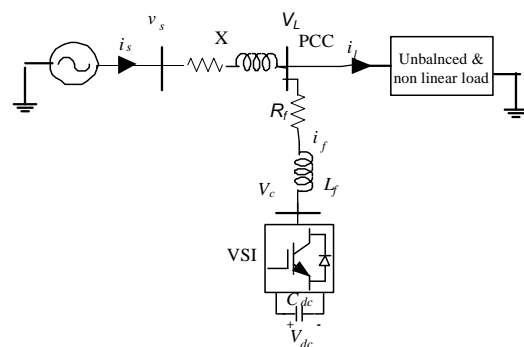 v_s
i_s
X
V_L
PCC
i_l
Unbalnced &
non linear load
R_f
i_f
L_f
V_c
VSI
C_dc
+ -
V_dc